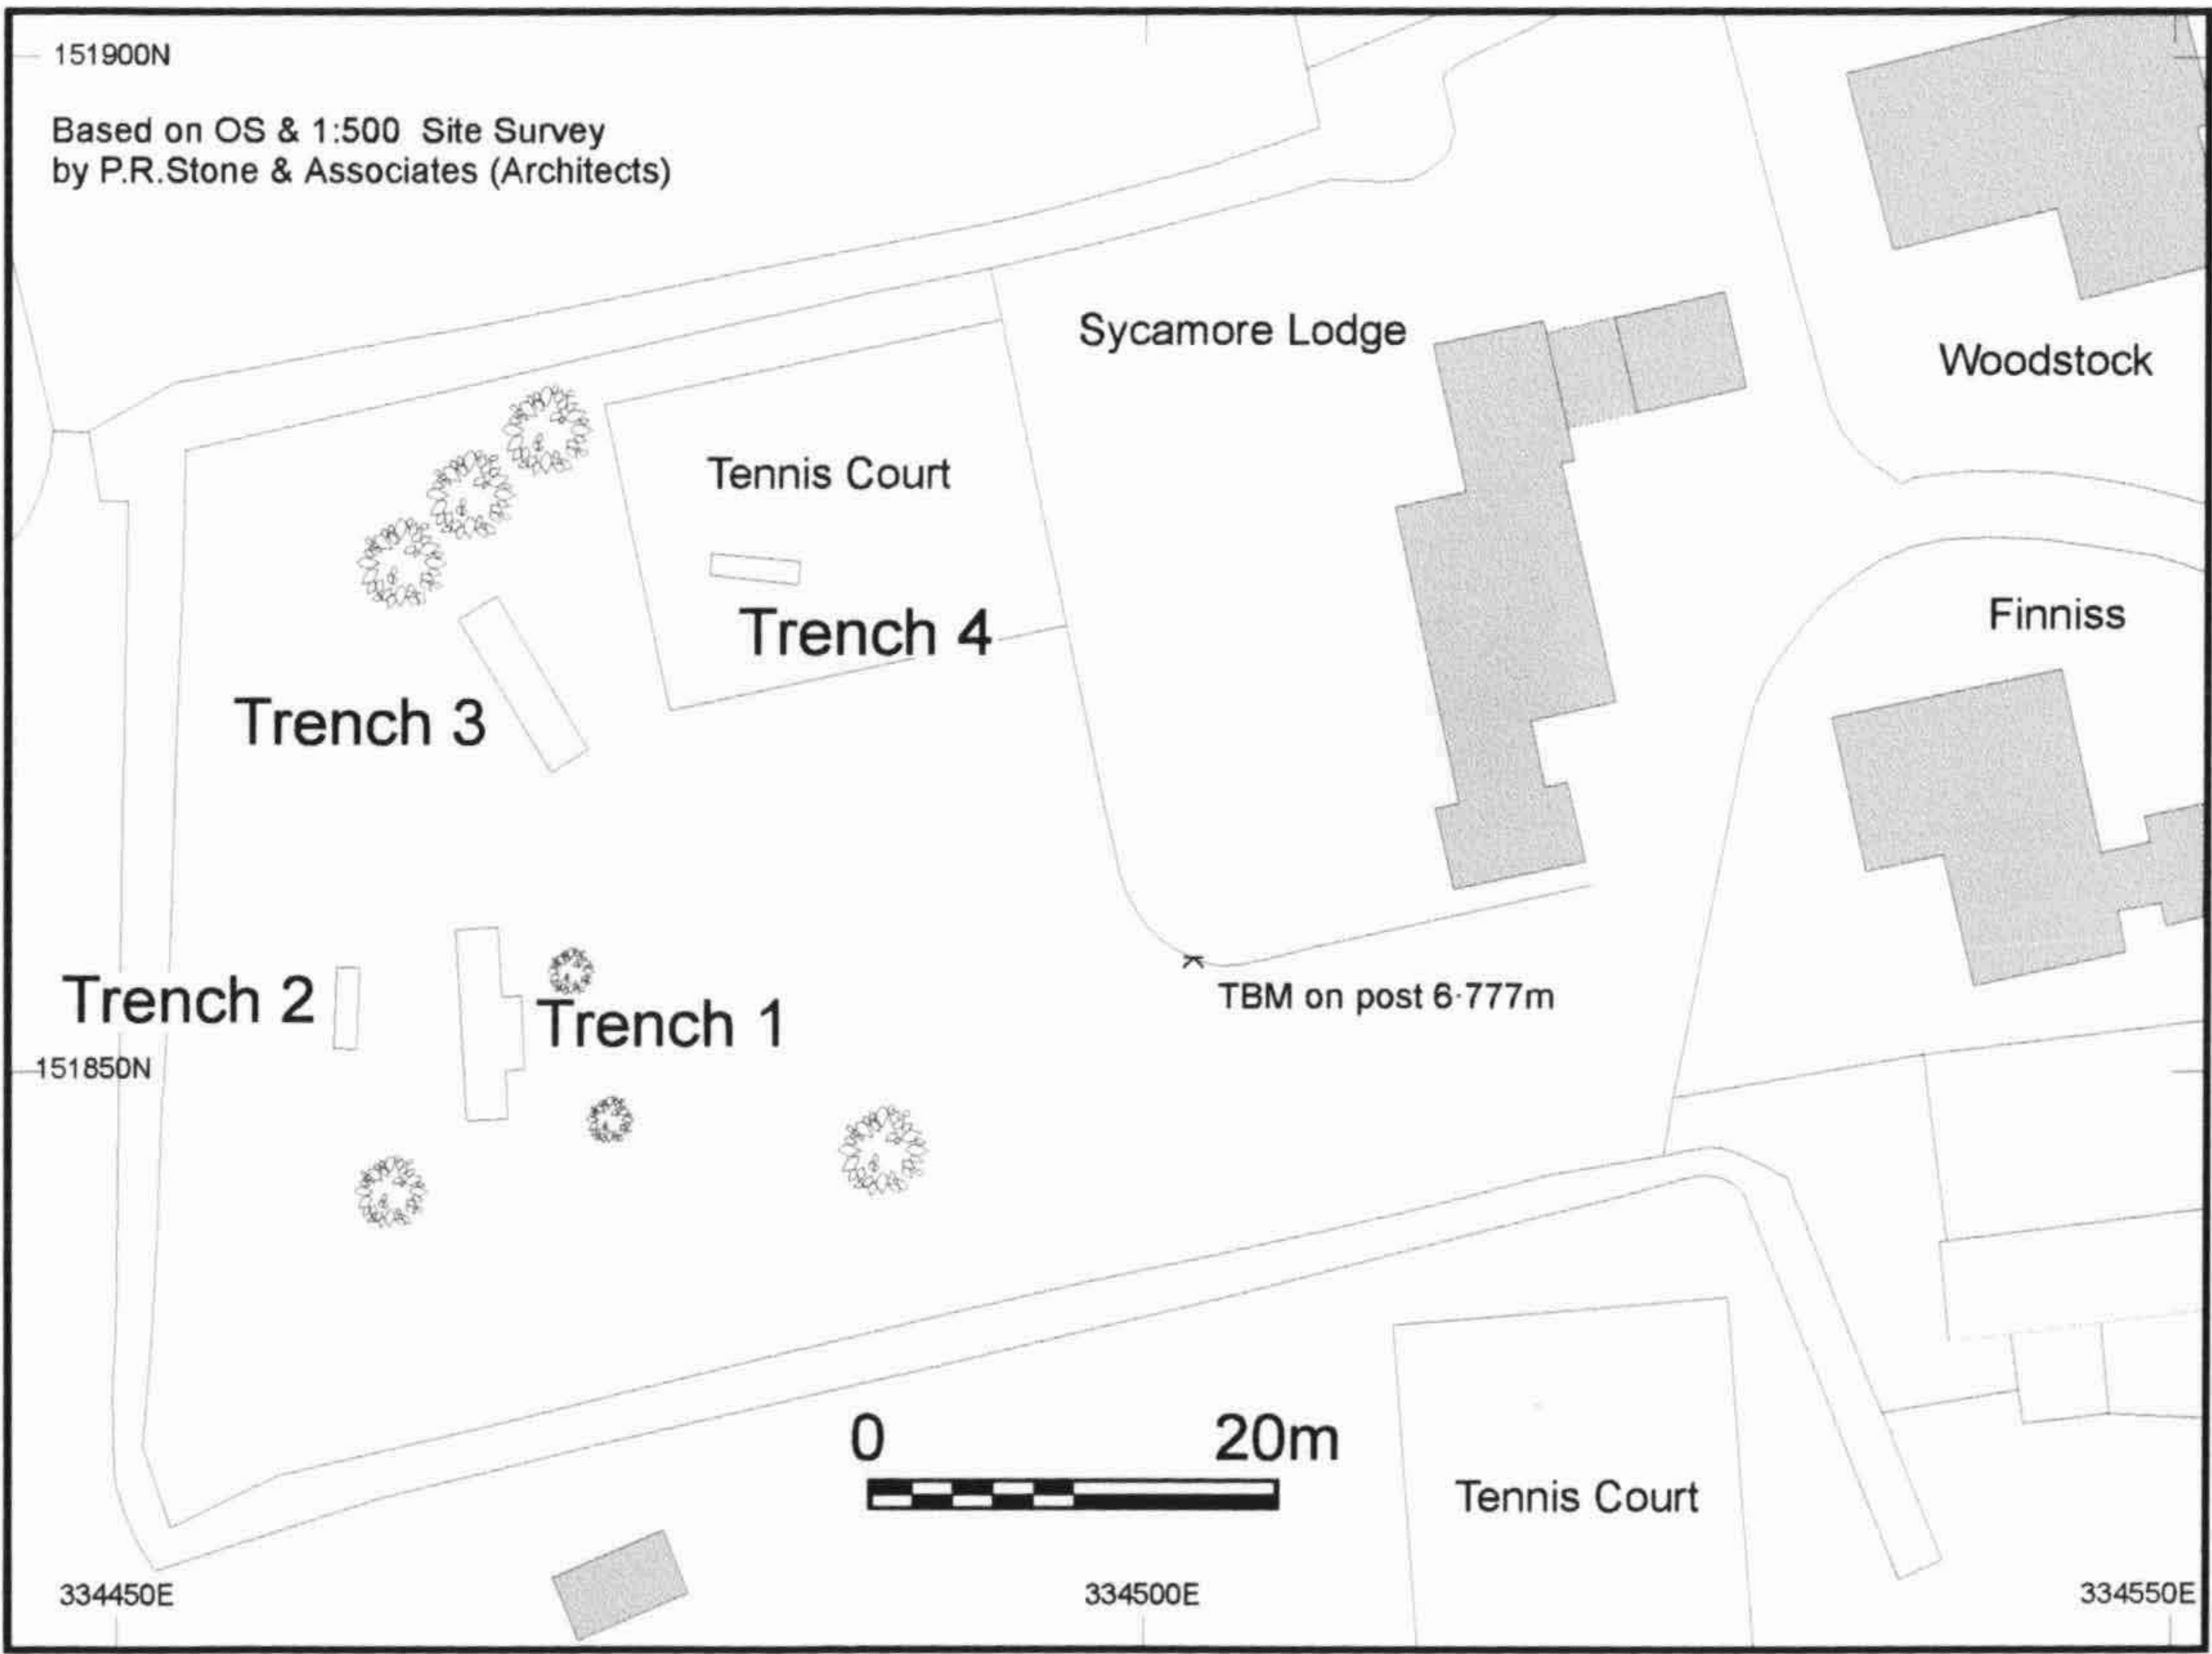 151900N
Based on OS & 1:500 Site Survey
by P.R.Stone & Associates (Architects)
Sycamore Lodge
Woodstock
Tennis Court
Finniss
Trench 4
Trench 3
Trench 2
Trench 1
TBM on post 6·777m
151850N
0 20m
Tennis Court
334450E
334500E
334550E